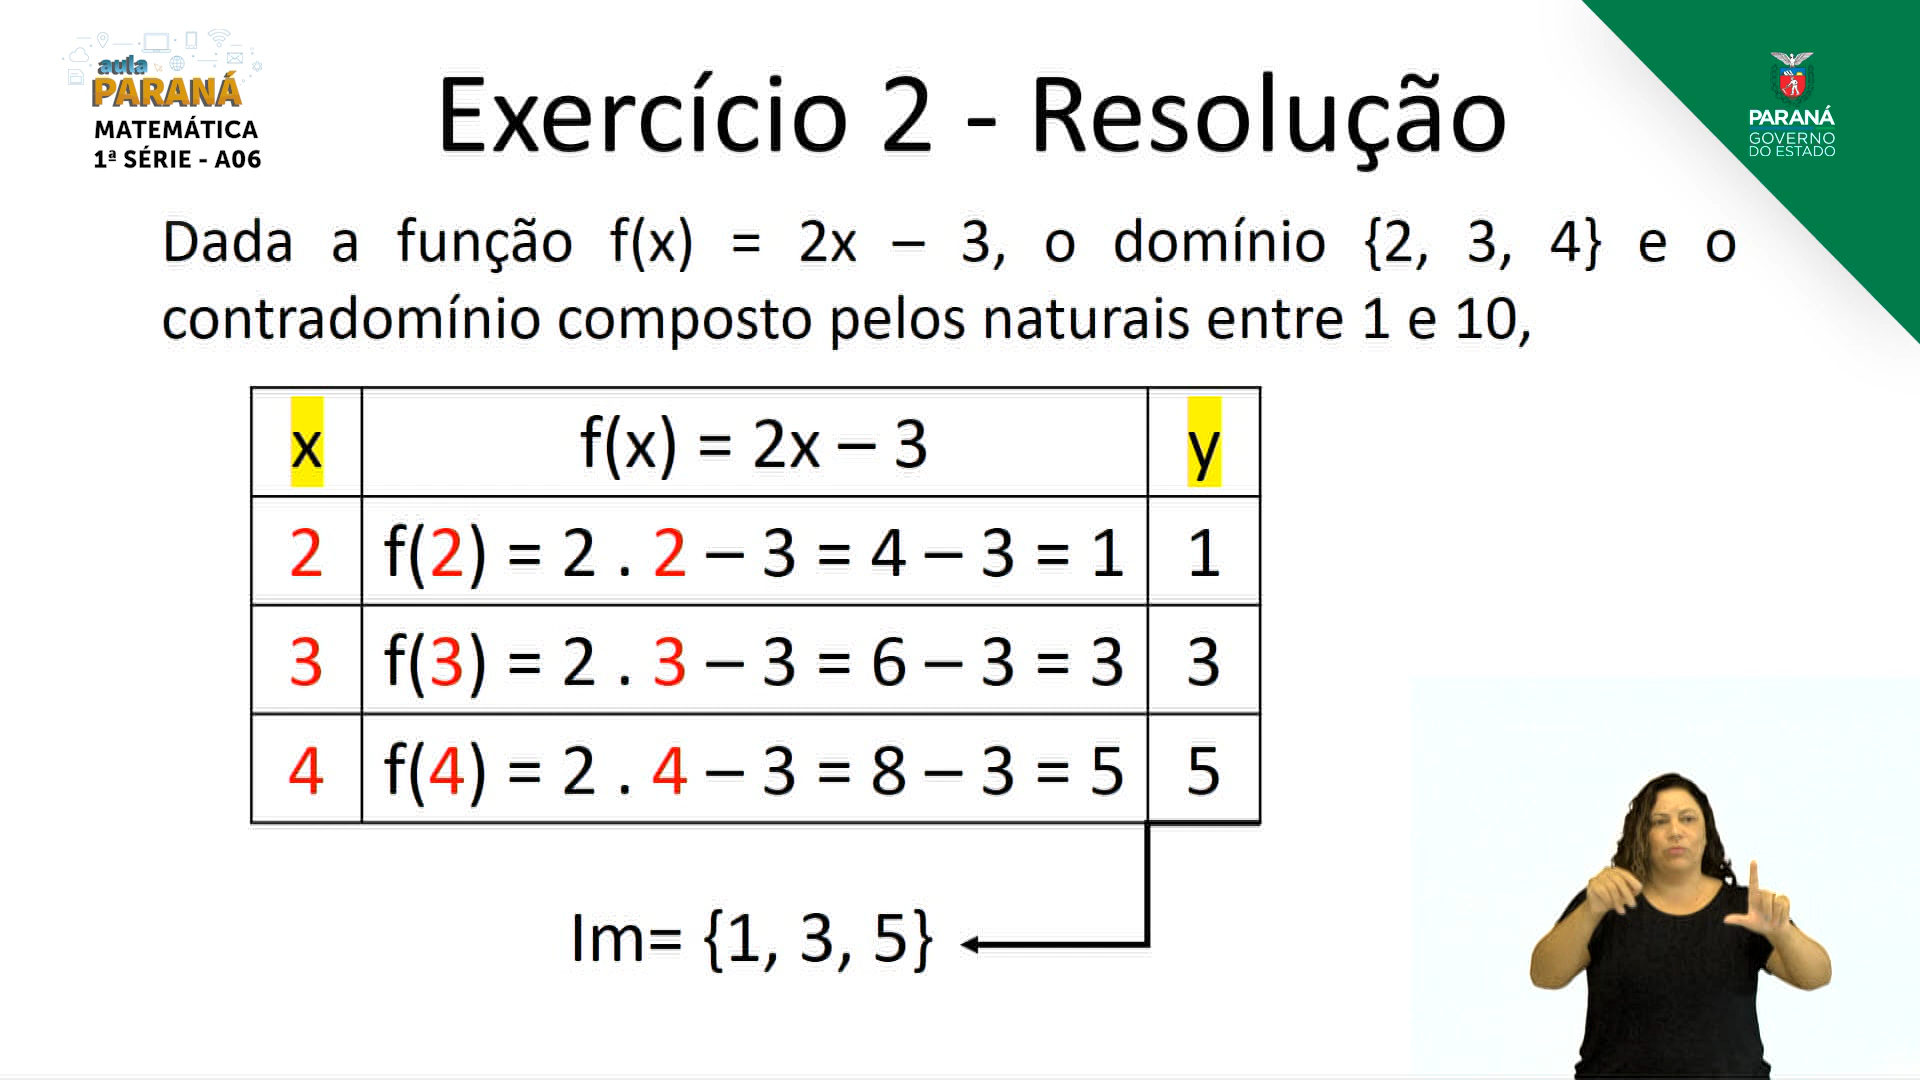 aula
PARANÁ
MATEMÁTICA
1ª SÉRIE - A06
Exercício 2 - Resolução
PARANÁ
GOVERNO
DO ESTADO
Dada a função f(x) = 2x – 3, o domínio {2, 3, 4} e o
contradomínio composto pelos naturais entre 1 e 10,
x f(x) = 2x – 3 y
2 f(2) = 2 . 2 – 3 = 4 – 3 = 1 1
3 f(3) = 2 . 3 – 3 = 6 – 3 = 3 3
4 f(4) = 2 . 4 – 3 = 8 – 3 = 5 5
Im= {1, 3, 5}